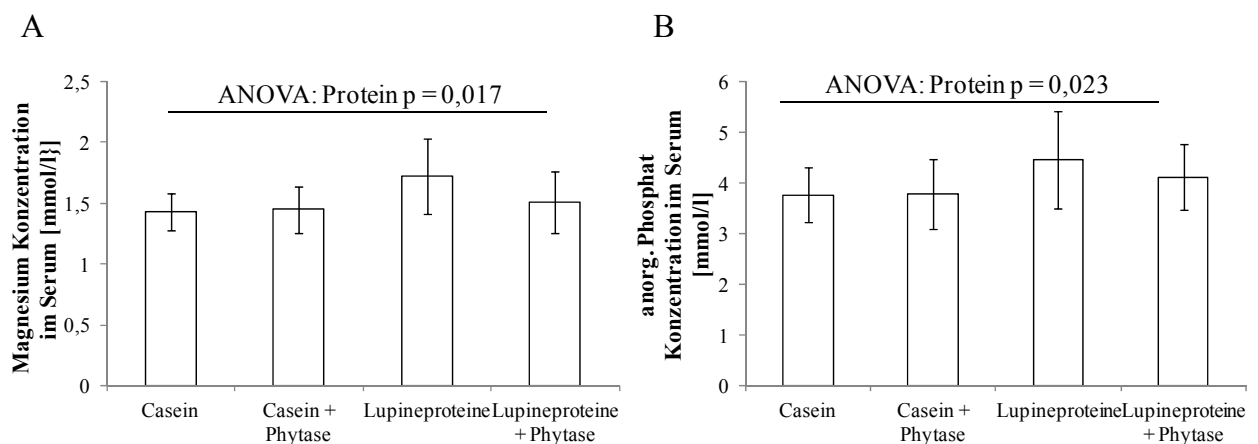 A
Magnesium Konzentration
im Serum [mmol/l}]
2,5
2
1,5
1
0,5
0
ANOVA: Protein p = 0,017
Casein
Casein +
Phytase
Lupineproteine
Lupineproteine
+ Phytase
B
anorg. Phosphat
Konzentration im Serum
[mmol/l]
6
5
4
3
2
1
0
ANOVA: Protein p = 0,023
Casein
Casein +
Phytase
Lupineproteine
Lupineproteine
+ Phytase